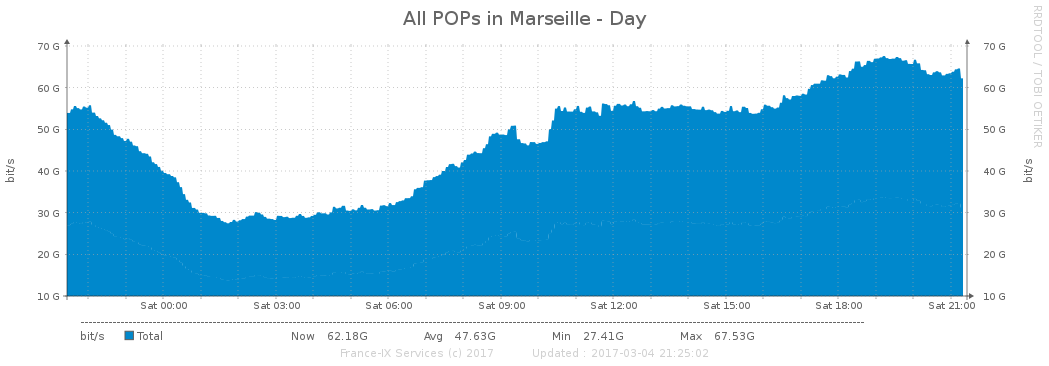 All POPs in Marseille - Day
RRDTOOL / TOBI OETIKER
70 G 70 G
60 G 60 G
50 G 50 G
40 G 40 G
30 G 30 G
20 G 20 G
10 G 10 G
bit/s bit/s
Sat 00:00 Sat 03:00 Sat 06:00 Sat 09:00 Sat 12:00 Sat 15:00 Sat 18:00 Sat 21:00
bit/s Total Now 62.18G Avg 47.63G Min 27.41G Max 67.53G
France-IX Services (c) 2017 Updated : 2017-03-04 21:25:02